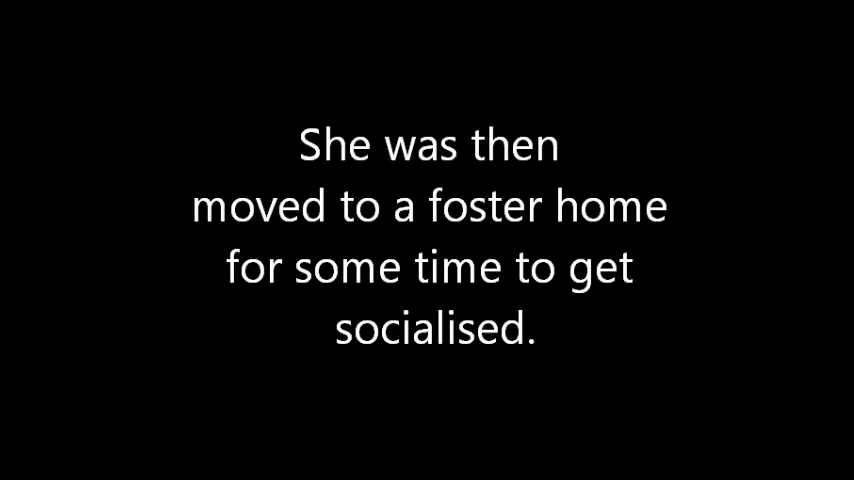 She was then
moved to a foster home
for some time to get
socialised.